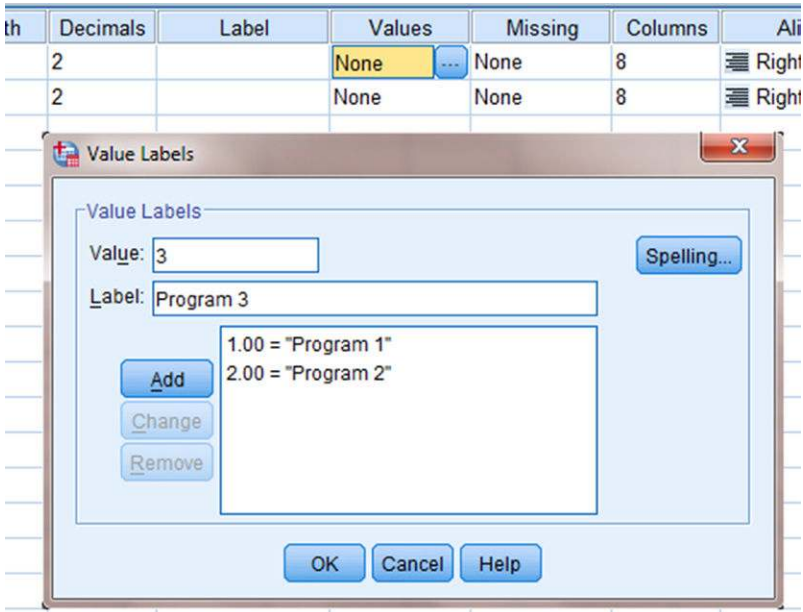 th Decimals Label Values Missing Columns Ali
2 None ... None 8 Right
2 None None 8 Right
Value Labels
Value Labels
Value: 3
Spelling...
Label: Program 3
1.00 = "Program 1"
2.00 = "Program 2"
Add
Change
Remove
OK Cancel Help